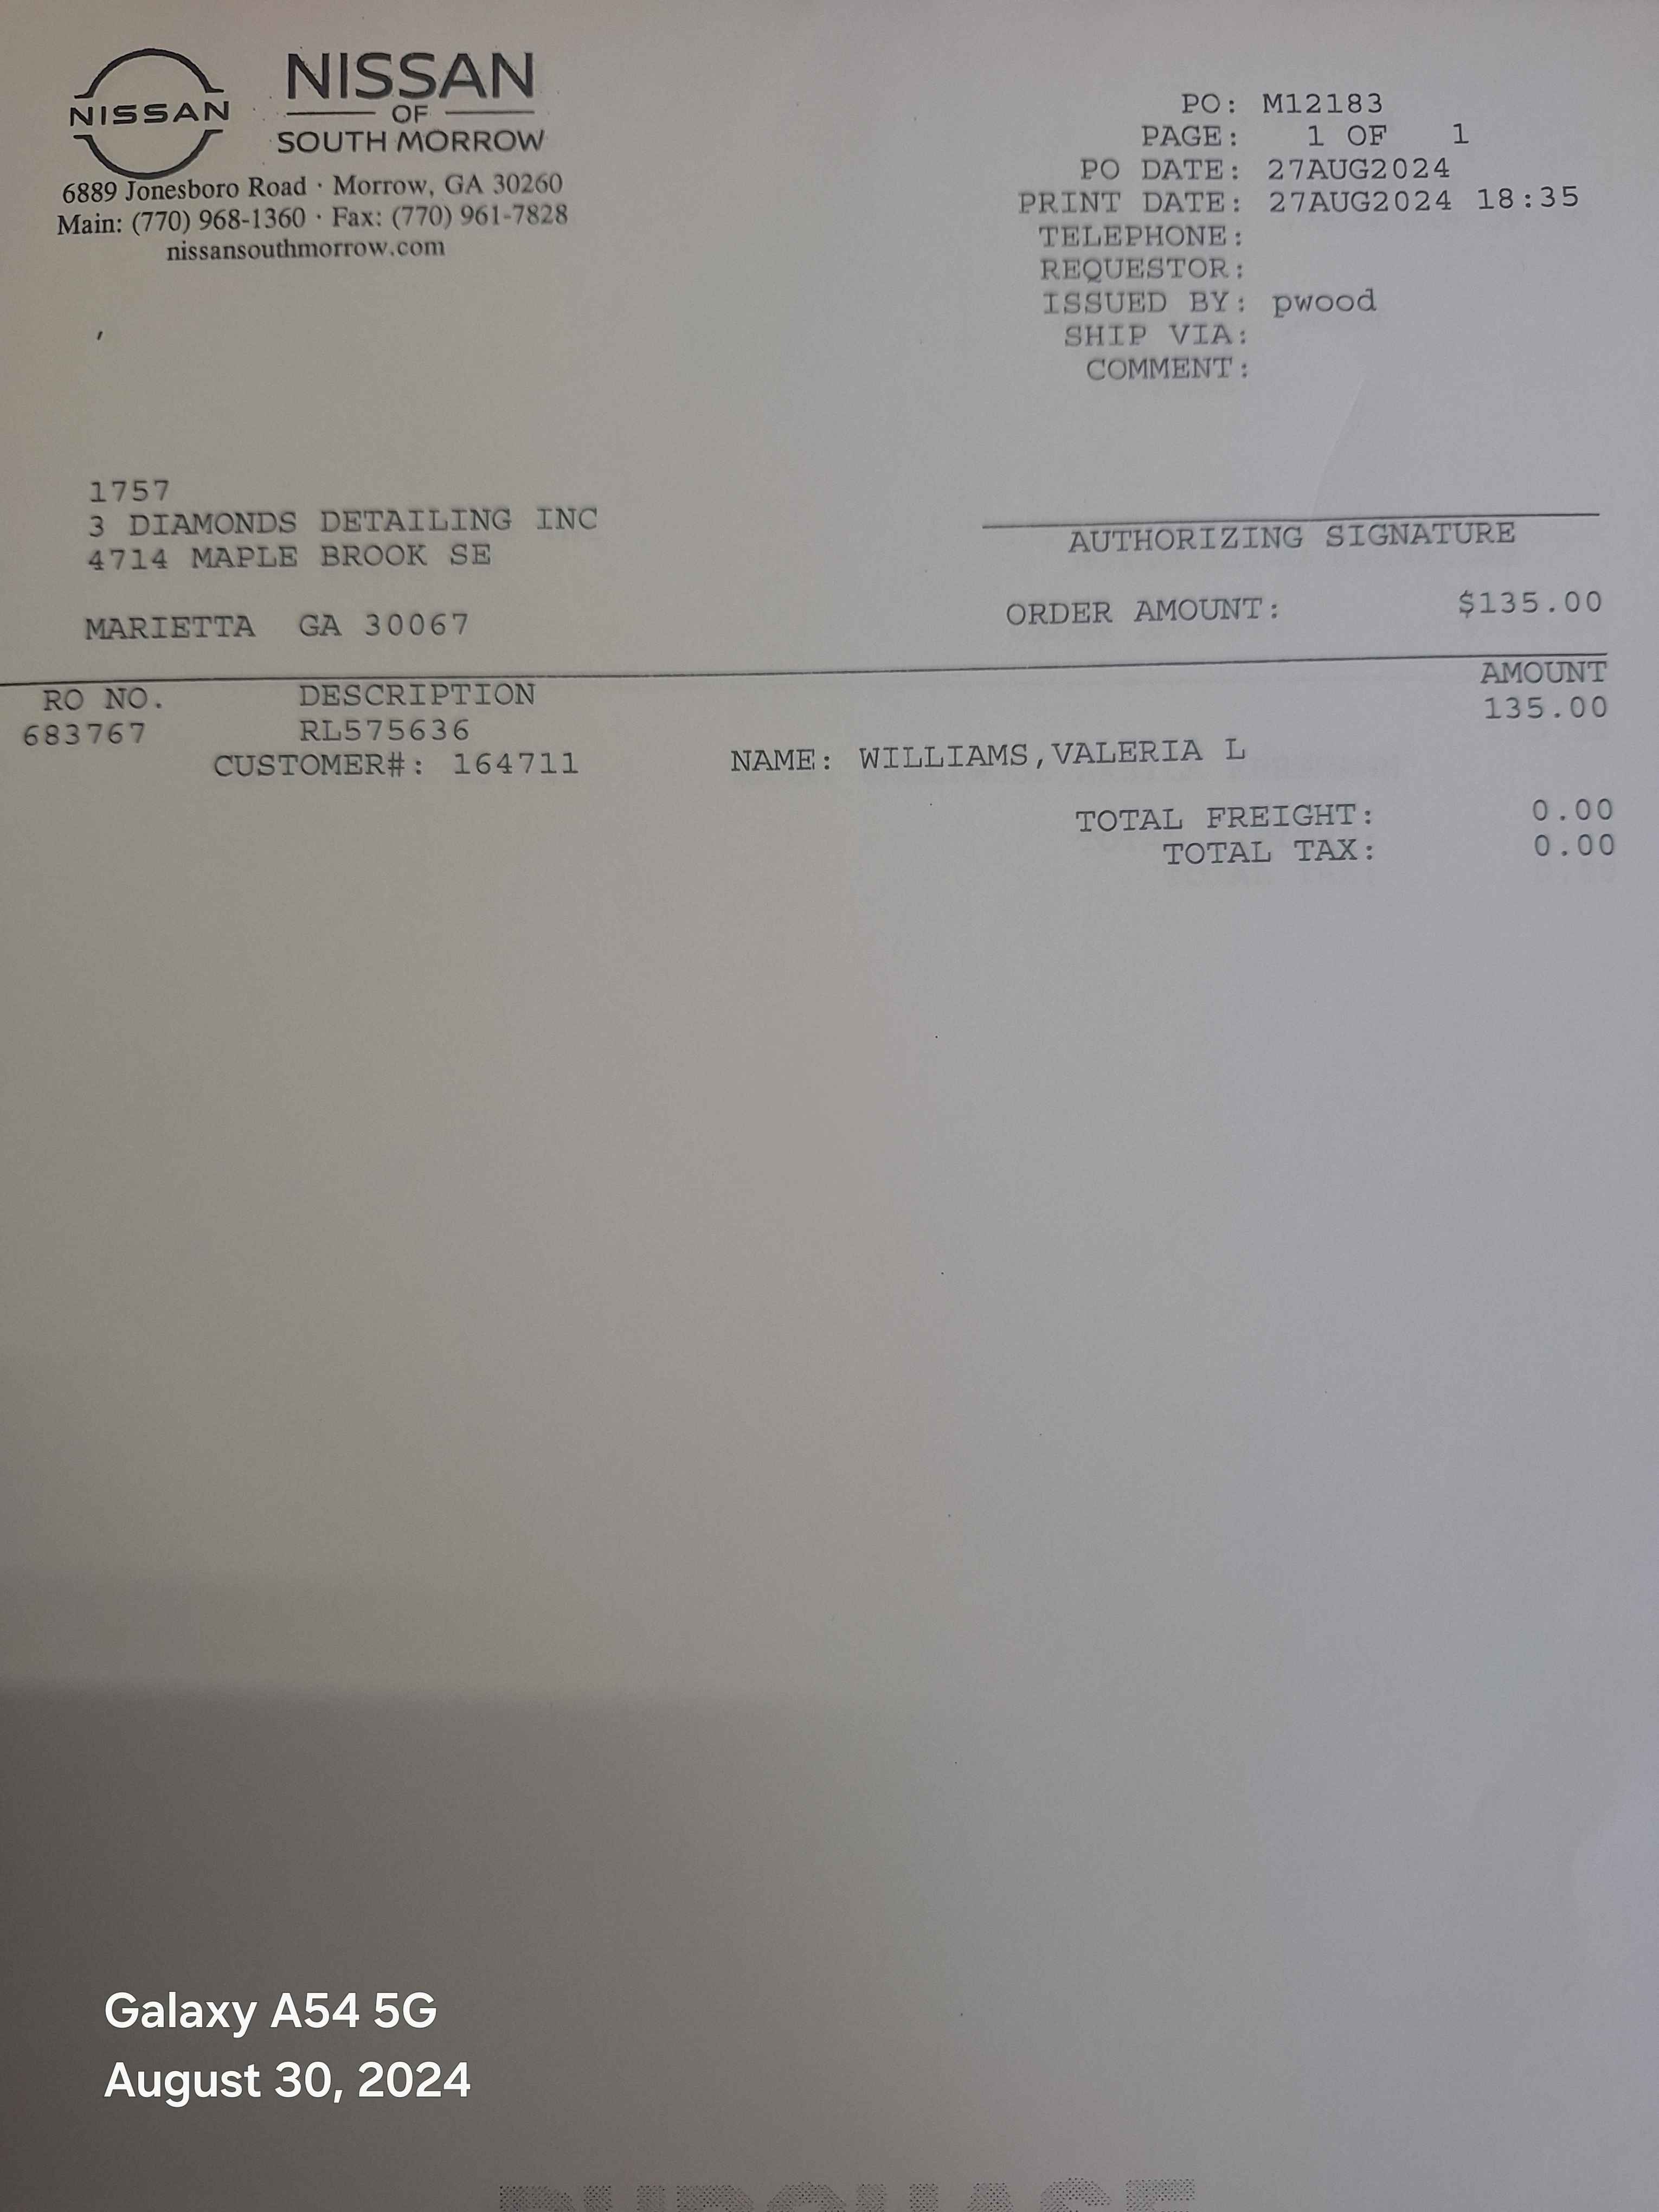 NISSAN
NISSAN
OF
SOUTH MORROW
6889 Jonesboro Road · Morrow, GA 30260
Main: (770) 968-1360 · Fax: (770) 961-7828
nissansouthmorrow.com
PO: M12183
PAGE: 1 OF 1
PO DATE: 27AUG2024
PRINT DATE: 27AUG2024 18:35
TELEPHONE:
REQUESTOR:
ISSUED BY: pwood
SHIP VIA:
COMMENT:
1757
3 DIAMONDS DETAILING INC
4714 MAPLE BROOK SE
MARIETTA GA 30067
AUTHORIZING SIGNATURE
ORDER AMOUNT: $135.00
RO NO. DESCRIPTION AMOUNT
683767 RL575636 135.00
CUSTOMER#: 164711 NAME: WILLIAMS,VALERIA L
TOTAL FREIGHT: 0.00
TOTAL TAX: 0.00
Galaxy A54 5G
August 30, 2024
PURCHASE